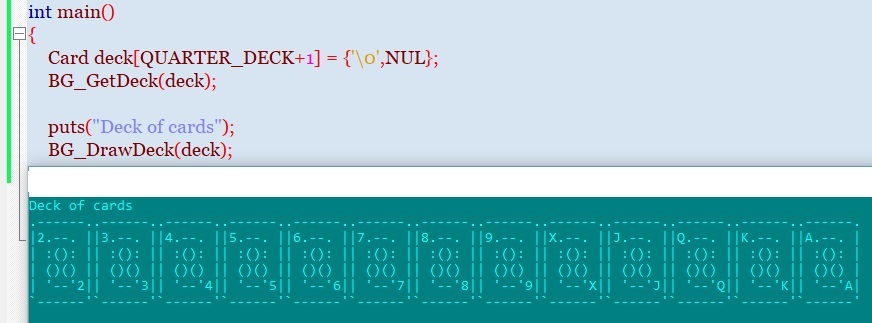 int main()
{
    Card deck[QUARTER_DECK+1] = {'\0',NUL};
    BG_GetDeck(deck);
    puts("Deck of cards");
    BG_DrawDeck(deck);
Deck of cards
.------..------..------..------..------..------..------..------..------..------..------..------..------.
|2.--. ||3.--. ||4.--. ||5.--. ||6.--. ||7.--. ||8.--. ||9.--. ||X.--. ||J.--. ||Q.--. ||K.--. ||A.--. |
| :(): || :(): || :(): || :(): || :(): || :(): || :(): || :(): || :(): || :(): || :(): || :(): || :(): |
| ()() || ()() || ()() || ()() || ()() || ()() || ()() || ()() || ()() || ()() || ()() || ()() || ()() |
| '--'2|| '--'3|| '--'4|| '--'5|| '--'6|| '--'7|| '--'8|| '--'9|| '--'X|| '--'J|| '--'Q|| '--'K|| '--'A|
`------'`------'`------'`------'`------'`------'`------'`------'`------'`------'`------'`------'`------'